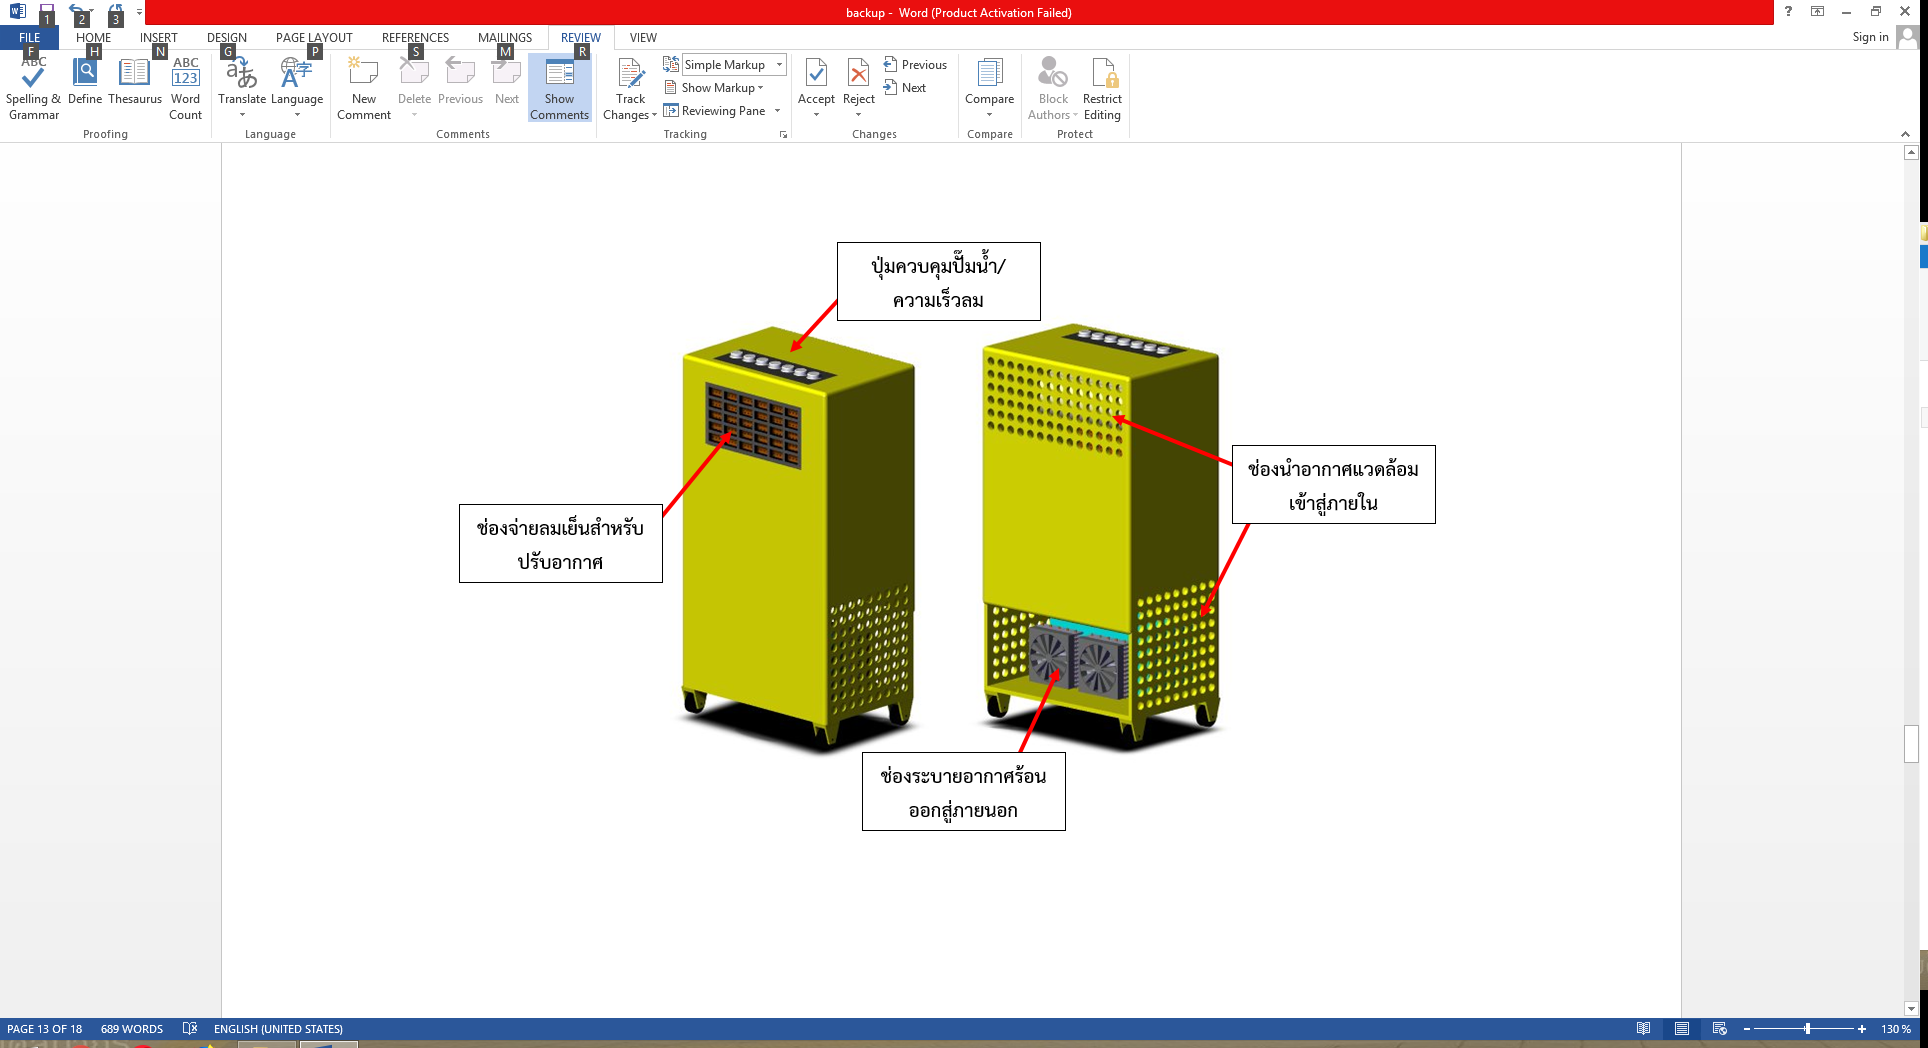 backup - Word (Product Activation Failed)
1
2
3
FILE
HOME
INSERT
DESIGN
PAGE LAYOUT
REFERENCES
MAILINGS
REVIEW
VIEW
Sign in
F
H
N
G
P
S
M
R
ABC
Spelling &
Grammar
Define
Thesaurus
ABC
123
Word
Count
Translate
Language
New
Comment
Delete
Previous
Next
Show
Comments
Track
Changes
Simple Markup
Show Markup
Reviewing Pane
Accept
Reject
Previous
Next
Compare
Block
Authors
Restrict
Editing
Proofing
Language
Comments
Tracking
Changes
Compare
Protect
ปุ่มควบคุมปั๊มน้ำ/
ความเร็วลม
ช่องนำอากาศแวดล้อม
เข้าสู่ภายใน
ช่องจ่ายลมเย็นสำหรับ
ปรับอากาศ
ช่องระบายอากาศร้อน
ออกสู่ภายนอก
PAGE 13 OF 18
689 WORDS
ENGLISH (UNITED STATES)
130 %